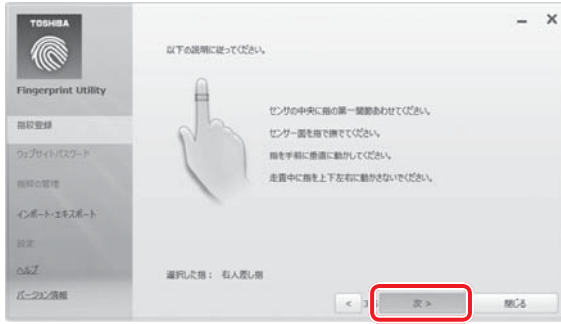 TOSHIBA
Fingerprint Utility
指紋登録
ウェブサイトパスワード
指紋の管理
インポート・エキスポート
設定
ヘルプ
バージョン情報
以下の説明に従ってください。
センサの中央に指の第一関節あわせてください。
センサー面を指で撫でてください。
指を手前に垂直に動かしてください。
走査中に指を上下左右に動かさないでください。
選択した指: 右人差し指
<
次 >
閉じる